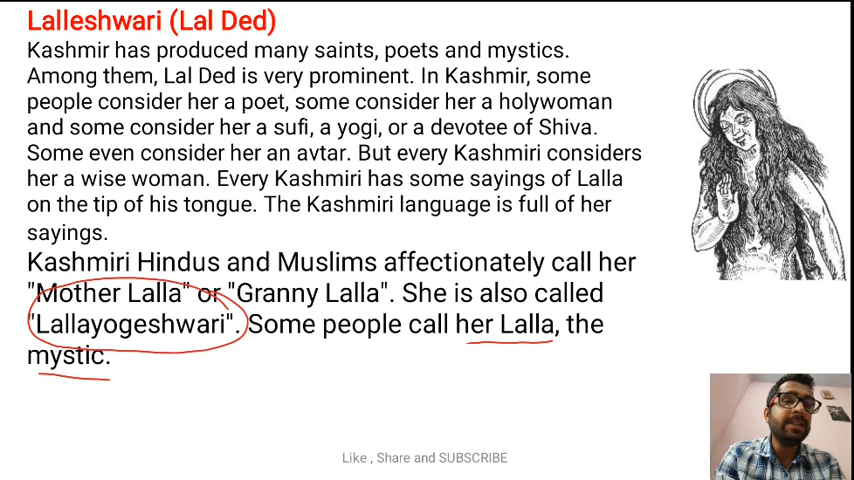 Lalleshwari (Lal Ded)
Kashmir has produced many saints, poets and mystics.
Among them, Lal Ded is very prominent. In Kashmir, some
people consider her a poet, some consider her a holywoman
and some consider her a sufi, a yogi, or a devotee of Shiva.
Some even consider her an avtar. But every Kashmiri considers
her a wise woman. Every Kashmiri has some sayings of Lalla
on the tip of his tongue. The Kashmiri language is full of her
sayings.
Kashmiri Hindus and Muslims affectionately call her
"Mother Lalla" or "Granny Lalla". She is also called
"Lallayogeshwari". Some people call her Lalla, the
mystic.
Like , Share and SUBSCRIBE